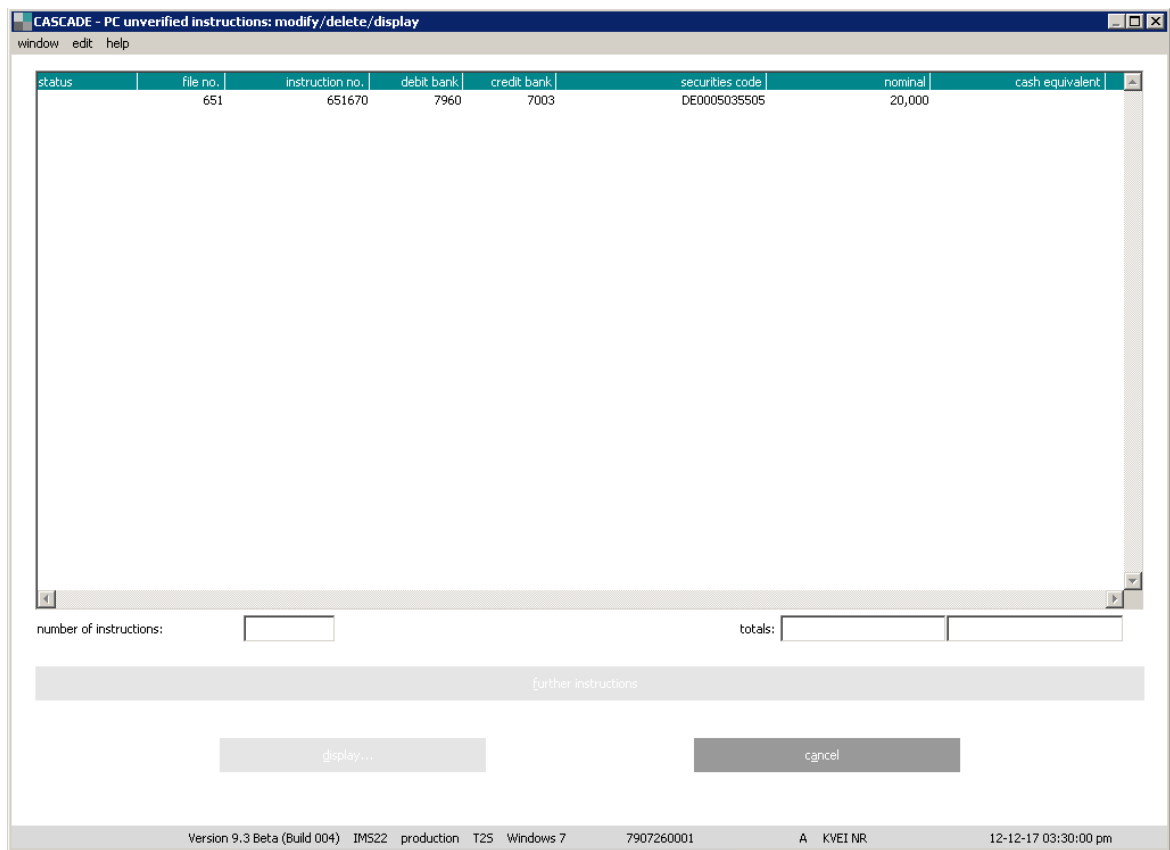 CASCADE - PC unverified instructions: modify/delete/display
window edit help
status file no. instruction no. debit bank credit bank securities code nominal cash equivalent
651 651670 7960 7003 DE0005035505 20,000
number of instructions: totals:
further instructions
display... cancel
Version 9.3 Beta (Build 004) IMS22 production T2S Windows 7 7907260001 A KVEI NR 12-12-17 03:30:00 pm